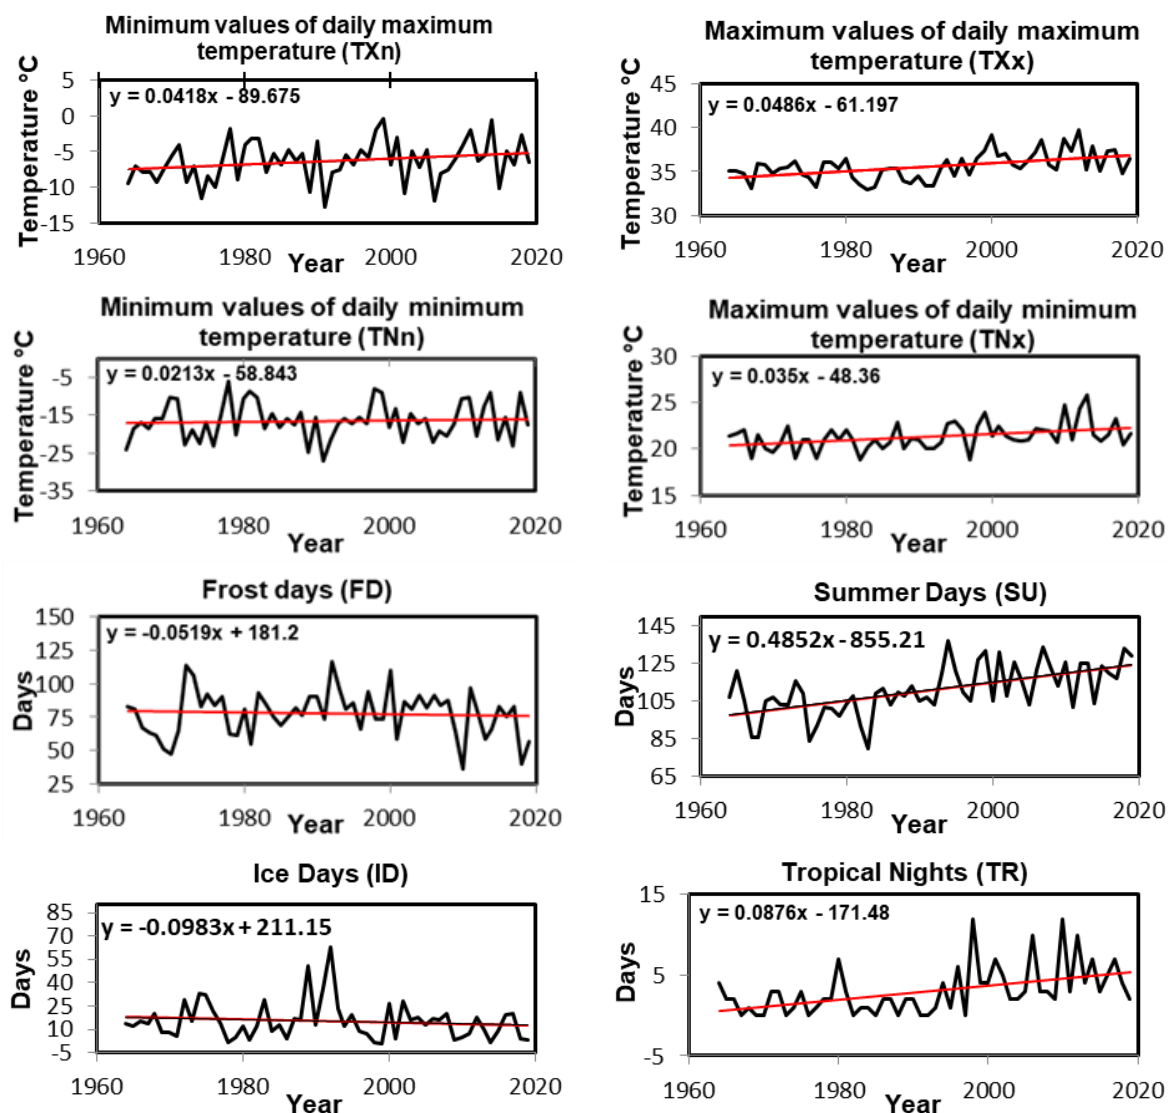 Minimum values of daily maximum
temperature (TXn)
Temperature °C
5
0
-5
-10
-15
y = 0.0418x - 89.675
1960
1980
2000
2020
Year
Maximum values of daily maximum
temperature (TXx)
Temperature °C
45
40
35
30
y = 0.0486x - 61.197
1960
1980
2000
2020
Year
Minimum values of daily minimum
temperature (TNn)
Temperature °C
-5
-15
-25
-35
y = 0.0213x - 58.843
1960
1980
2000
2020
Year
Maximum values of daily minimum
temperature (TNx)
Temperature °C
30
25
20
15
y = 0.035x - 48.36
1960
1980
2000
2020
Year
Frost days (FD)
Days
150
125
100
75
50
25
y = -0.0519x + 181.2
1960
1980
2000
2020
Year
Summer Days (SU)
Days
145
125
105
85
65
y = 0.4852x - 855.21
1960
1980
2000
2020
Year
Ice Days (ID)
Days
85
70
55
40
25
10
-5
y = -0.0983x + 211.15
1960
1980
2000
2020
Year
Tropical Nights (TR)
Days
15
5
-5
y = 0.0876x - 171.48
1960
1980
2000
2020
Year